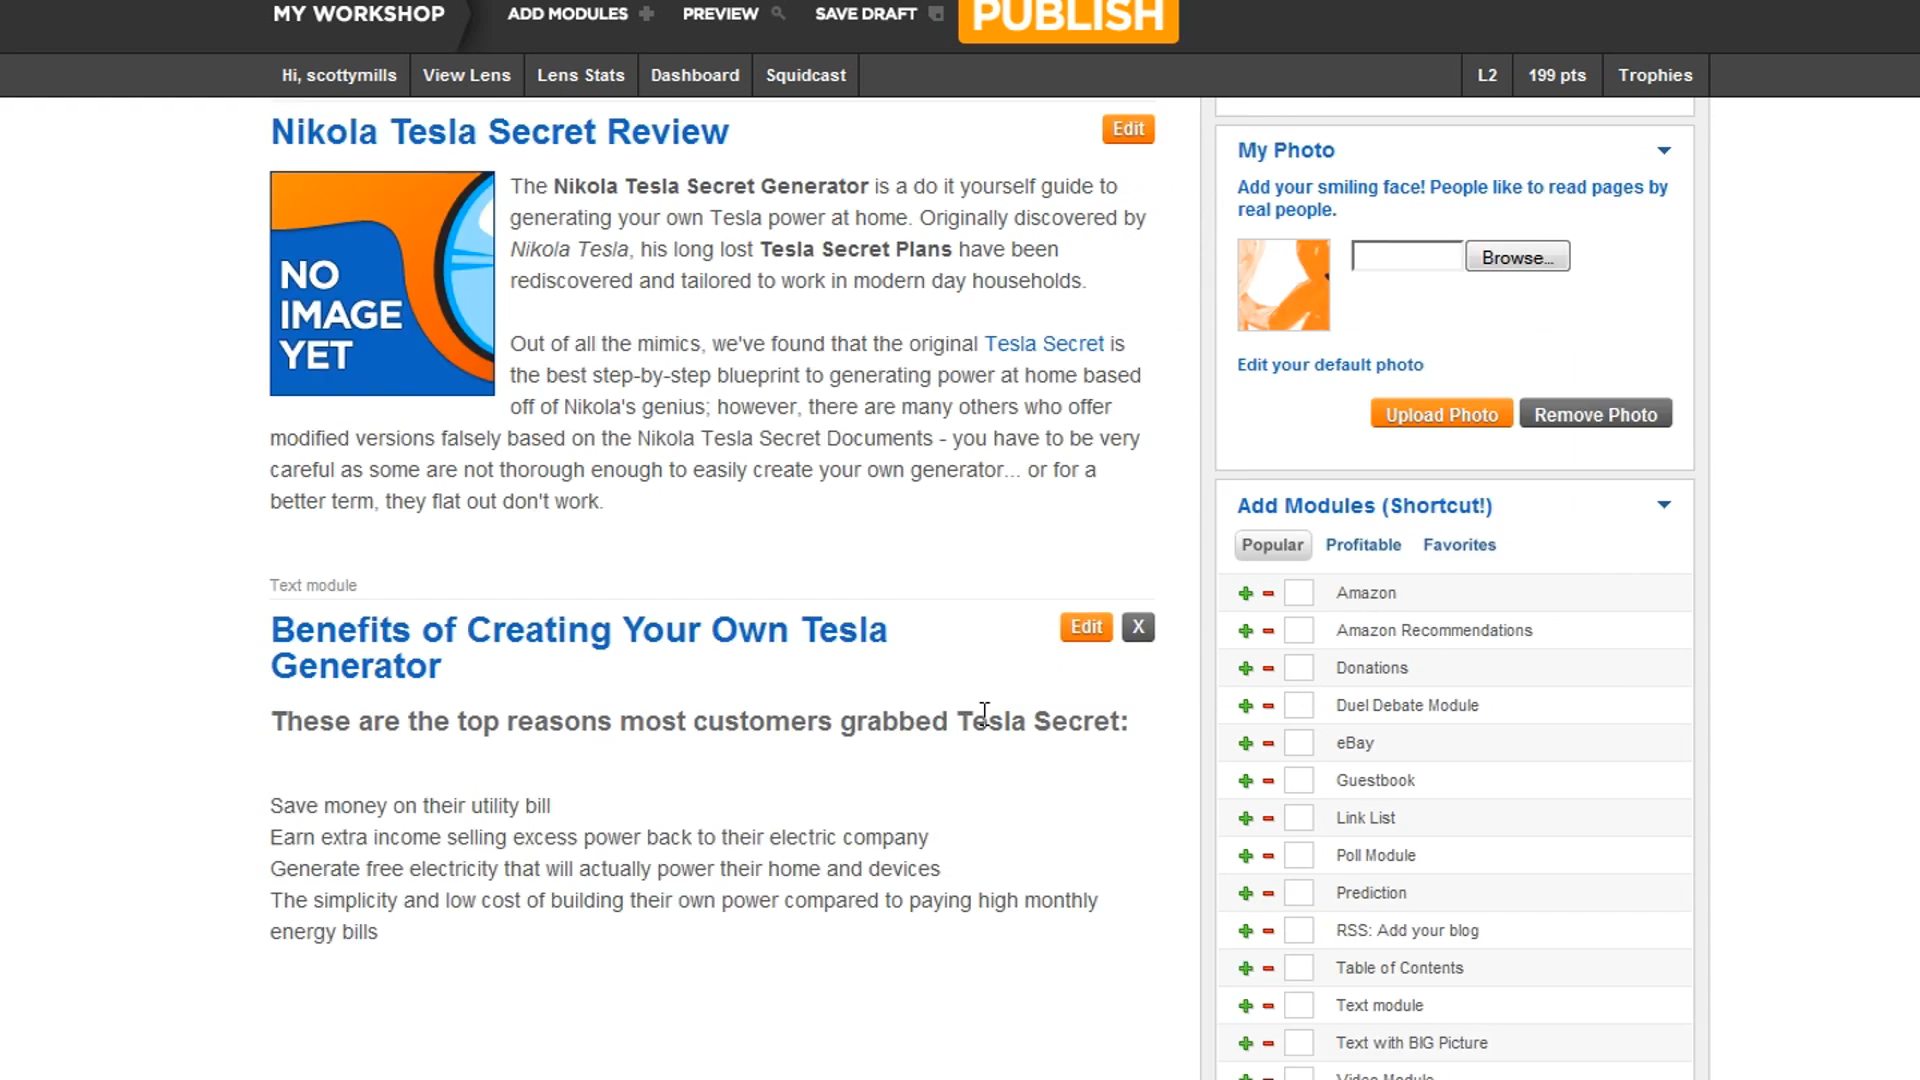 MY WORKSHOP
ADD MODULES
PREVIEW
SAVE DRAFT
PUBLISH
Hi, scottymills
View Lens
Lens Stats
Dashboard
Squidcast
L2
199 pts
Trophies
Nikola Tesla Secret Review
Edit
NO
IMAGE
YET
The Nikola Tesla Secret Generator is a do it yourself guide to
generating your own Tesla power at home. Originally discovered by
Nikola Tesla, his long lost Tesla Secret Plans have been
rediscovered and tailored to work in modern day households.
Out of all the mimics, we've found that the original Tesla Secret is
the best step-by-step blueprint to generating power at home based
off of Nikola's genius; however, there are many others who offer
modified versions falsely based on the Nikola Tesla Secret Documents - you have to be very
careful as some are not thorough enough to easily create your own generator... or for a
better term, they flat out don't work.
Text module
Benefits of Creating Your Own Tesla
Generator
Edit
X
These are the top reasons most customers grabbed Tesla Secret:
Save money on their utility bill
Earn extra income selling excess power back to their electric company
Generate free electricity that will actually power their home and devices
The simplicity and low cost of building their own power compared to paying high monthly
energy bills
My Photo
Add your smiling face! People like to read pages by
real people.
Browse...
Edit your default photo
Upload Photo
Remove Photo
Add Modules (Shortcut!)
Popular
Profitable
Favorites
Amazon
Amazon Recommendations
Donations
Duel Debate Module
eBay
Guestbook
Link List
Poll Module
Prediction
RSS: Add your blog
Table of Contents
Text module
Text with BIG Picture
Video Module